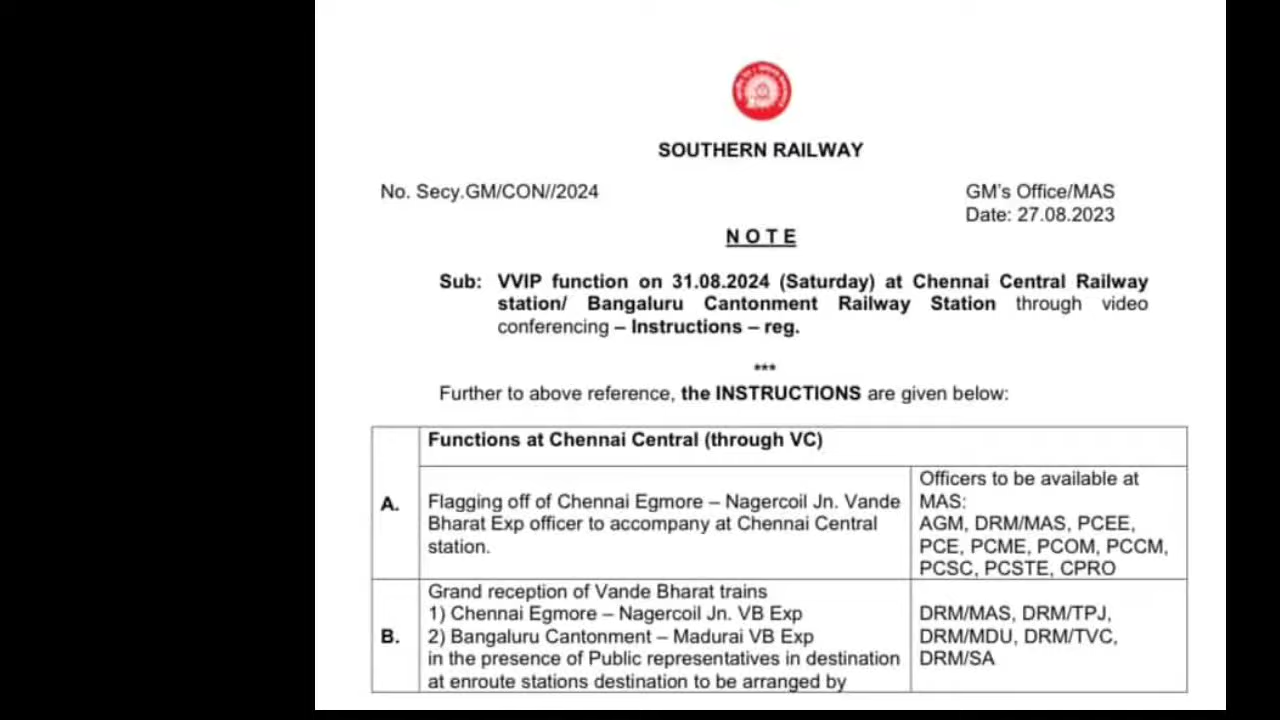 SOUTHERN RAILWAY
No. Secy.GM/CON//2024
GM's Office/MAS
Date: 27.08.2023
N O T E
Sub: VVIP function on 31.08.2024 (Saturday) at Chennai Central Railway
station/ Bangaluru Cantonment Railway Station through video
conferencing – Instructions – reg.
***
Further to above reference, the INSTRUCTIONS are given below:
Functions at Chennai Central (through VC)
A.
Flagging off of Chennai Egmore – Nagercoil Jn. Vande
Bharat Exp officer to accompany at Chennai Central
station.
Officers to be available at
MAS:
AGM, DRM/MAS, PCEE,
PCE, PCME, PCOM, PCCM,
PCSC, PCSTE, CPRO
B.
Grand reception of Vande Bharat trains
1) Chennai Egmore – Nagercoil Jn. VB Exp
2) Bangaluru Cantonment – Madurai VB Exp
in the presence of Public representatives in destination
at enroute stations destination to be arranged by
DRM/MAS, DRM/TPJ,
DRM/MDU, DRM/TVC,
DRM/SA